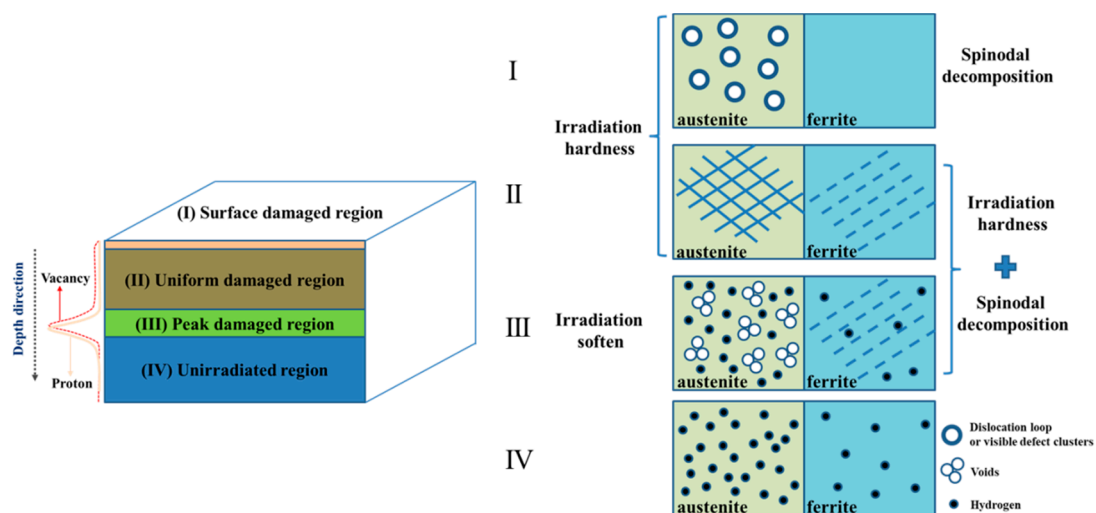 (I) Surface damaged region
Vacancy
(II) Uniform damaged region
(III) Peak damaged region
(IV) Unirradiated region
Proton
Depth direction
I
austenite
ferrite
Spinodal
decomposition
Irradiation
hardness
II
austenite
ferrite
Irradiation
hardness
III
Irradiation
soften
austenite
ferrite
Spinodal
decomposition
IV
austenite
ferrite
Dislocation loop
or visible defect clusters
Voids
Hydrogen